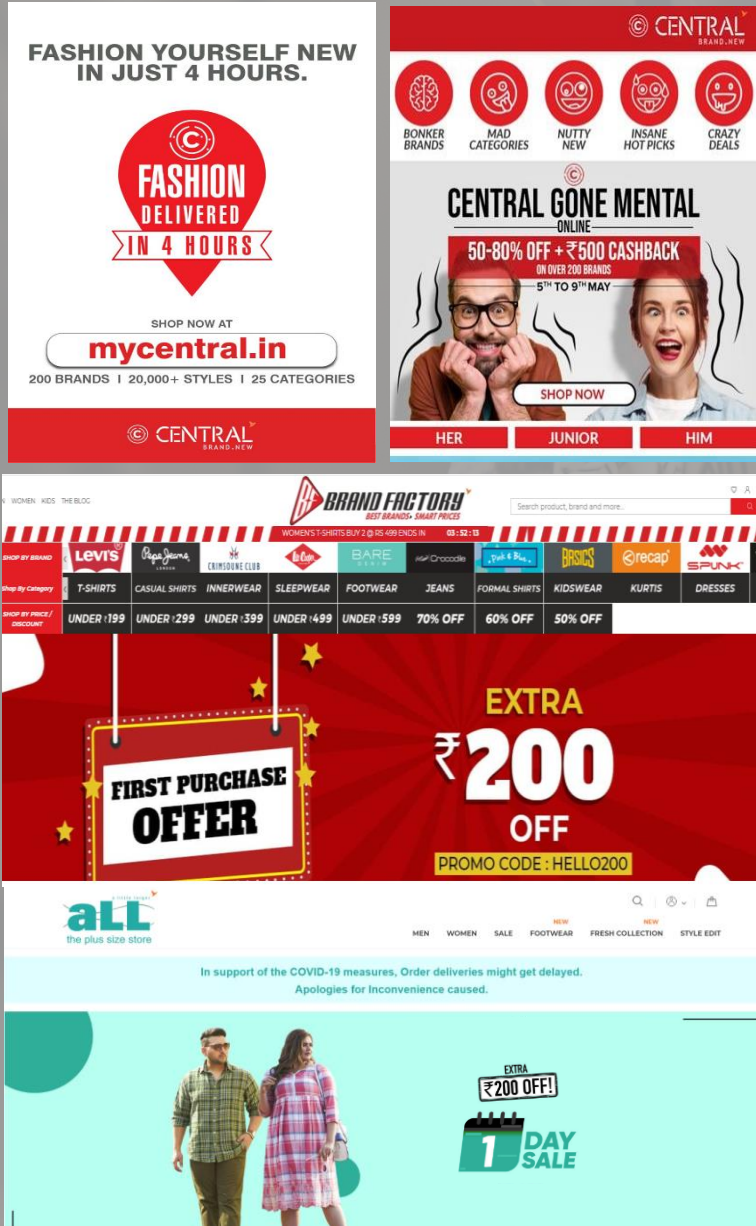 FASHION YOURSELF NEW
IN JUST 4 HOURS.
FASHION
DELIVERED
IN 4 HOURS
SHOP NOW AT
mycentral.in
200 BRANDS I 20,000+ STYLES I 25 CATEGORIES
CENTRAL
BRAND.NEW
CENTRAL
BRAND.NEW
BONKER BRANDS
MAD CATEGORIES
NUTTY NEW
INSANE HOT PICKS
CRAZY DEALS
CENTRAL GONE MENTAL
ONLINE
50-80% OFF + ₹500 CASHBACK
ON OVER 200 BRANDS
5TH TO 9TH MAY
SHOP NOW
HER JUNIOR HIM
N WOMEN KIDS THE BLOG
BF BRAND FACTORY
BEST BRANDS. SMART PRICES
Search product, brand and more..
WOMEN'S T-SHIRTS BUY 2 @ RS 499 ENDS IN 03:52:13
SHOP BY BRAND LEVI'S Pepe Jeans LONDON CRIMSOUNE CLUB Lee Cooper BARE DENIM Crocodile Pink & Blue BASICS recap SPUNK
Shop By Category T-SHIRTS CASUAL SHIRTS INNERWEAR SLEEPWEAR FOOTWEAR JEANS FORMAL SHIRTS KIDSWEAR KURTIS DRESSES
SHOP BY PRICE / DISCOUNT UNDER ₹199 UNDER ₹299 UNDER ₹399 UNDER ₹499 UNDER ₹599 70% OFF 60% OFF 50% OFF
FIRST PURCHASE
OFFER
EXTRA
₹200
OFF
PROMO CODE : HELLO200
a little larger
aLL
the plus size store
NEW NEW
MEN WOMEN SALE FOOTWEAR FRESH COLLECTION STYLE EDIT
In support of the COVID-19 measures, Order deliveries might get delayed.
Apologies for Inconvenience caused.
EXTRA
₹200 OFF!
1 DAY
SALE